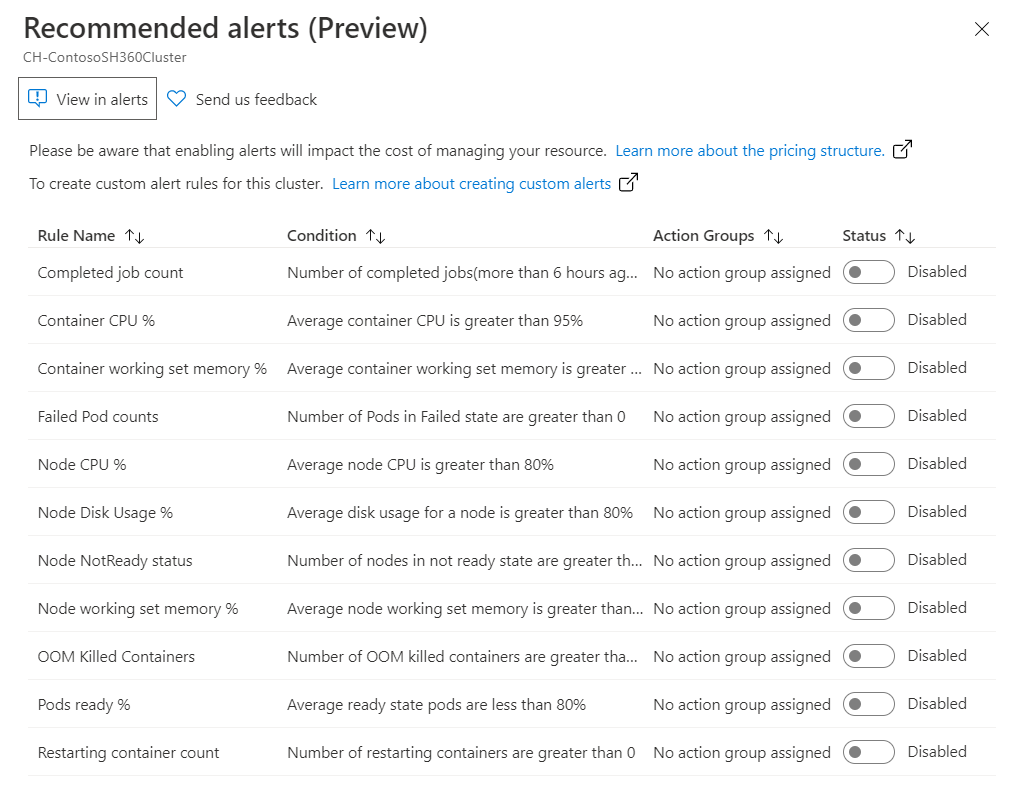 Recommended alerts (Preview)
CH-ContosoSH360Cluster
View in alerts Send us feedback
Please be aware that enabling alerts will impact the cost of managing your resource. Learn more about the pricing structure.
To create custom alert rules for this cluster. Learn more about creating custom alerts
Rule Name Condition Action Groups Status
Completed job count Number of completed jobs(more than 6 hours ag... No action group assigned Disabled
Container CPU % Average container CPU is greater than 95% No action group assigned Disabled
Container working set memory % Average container working set memory is greater ... No action group assigned Disabled
Failed Pod counts Number of Pods in Failed state are greater than 0 No action group assigned Disabled
Node CPU % Average node CPU is greater than 80% No action group assigned Disabled
Node Disk Usage % Average disk usage for a node is greater than 80% No action group assigned Disabled
Node NotReady status Number of nodes in not ready state are greater th... No action group assigned Disabled
Node working set memory % Average node working set memory is greater than... No action group assigned Disabled
OOM Killed Containers Number of OOM killed containers are greater tha... No action group assigned Disabled
Pods ready % Average ready state pods are less than 80% No action group assigned Disabled
Restarting container count Number of restarting containers are greater than 0 No action group assigned Disabled